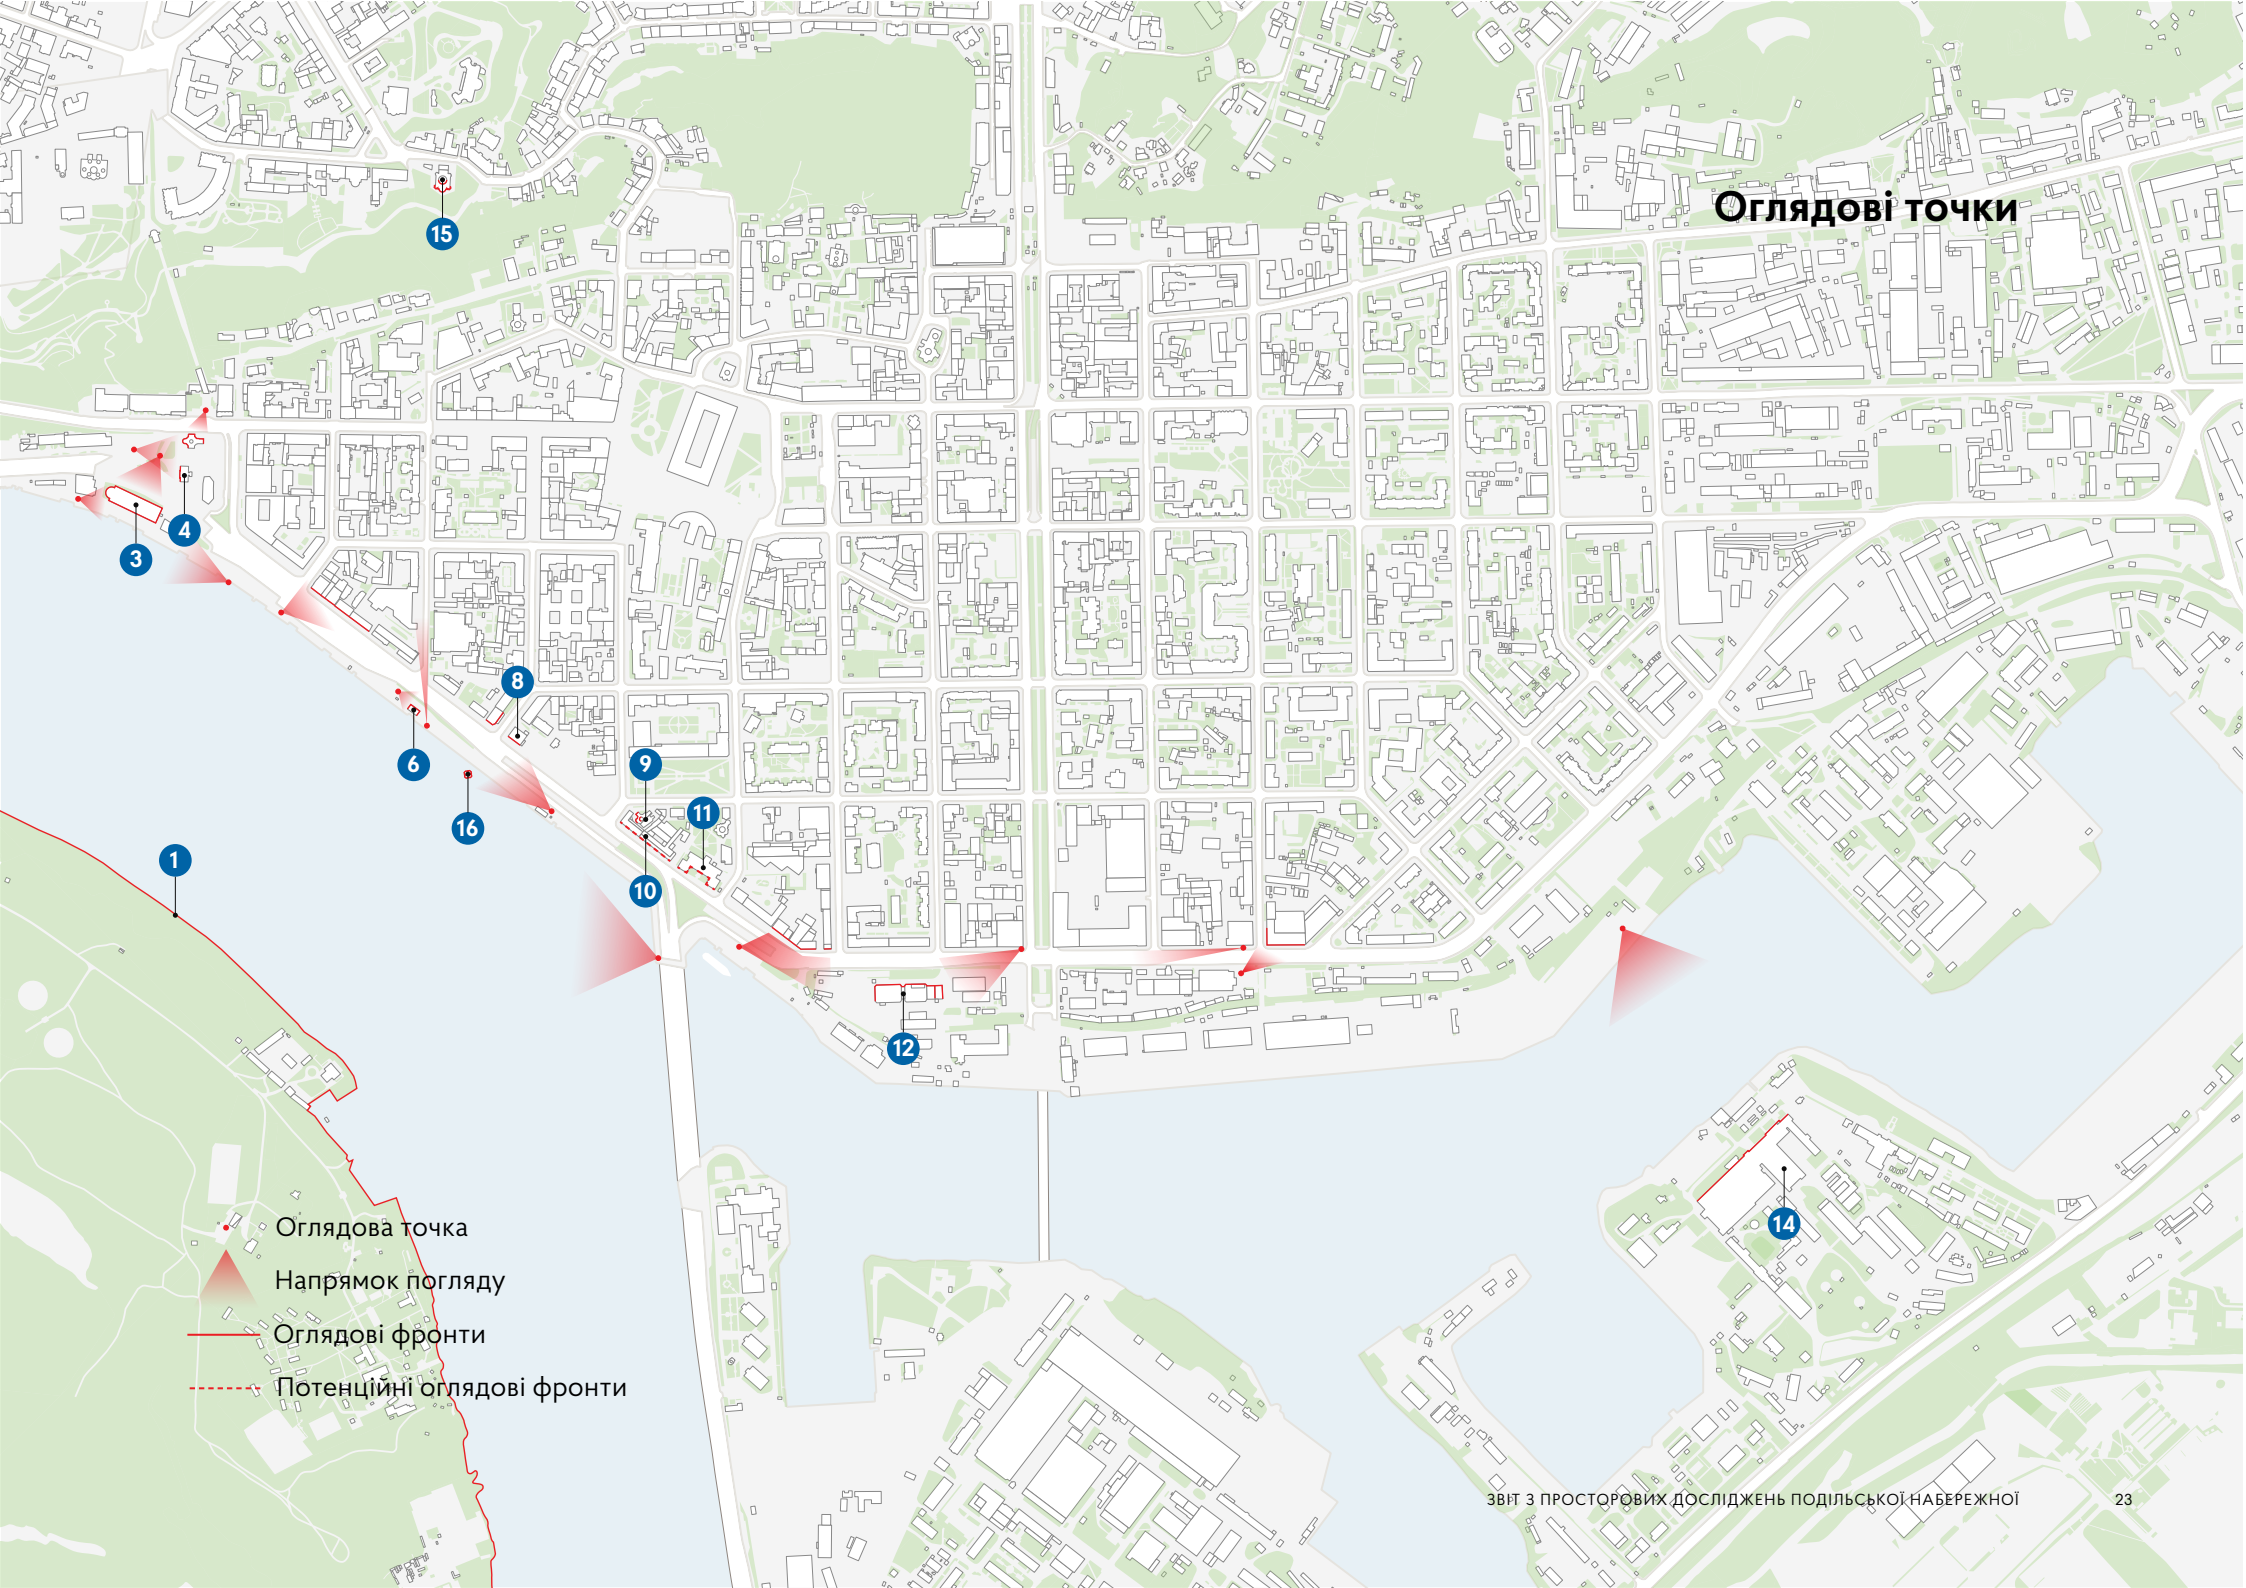 Оглядові точки
15
4
3
8
6
9
16
11
1
10
12
14
Оглядова точка
Напрямок погляду
Оглядові фронти
Потенційні оглядові фронти
ЗВІТ З ПРОСТОРОВИХ ДОСЛІДЖЕНЬ ПОДІЛЬСЬКОЇ НАБЕРЕЖНОЇ 23